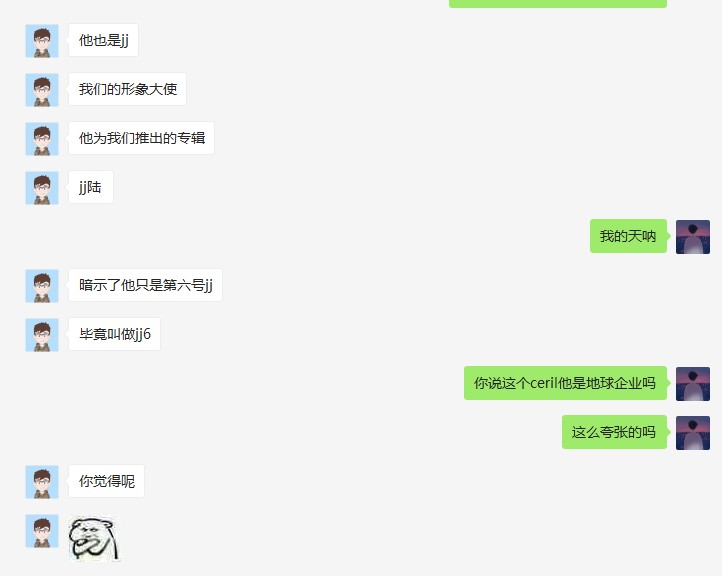 他也是jj
我们的形象大使
他为我们推出的专辑
jj陆
我的天呐
暗示了他只是第六号jj
毕竟叫做jj6
你说这个ceril他是地球企业吗
这么夸张的吗
你觉得呢